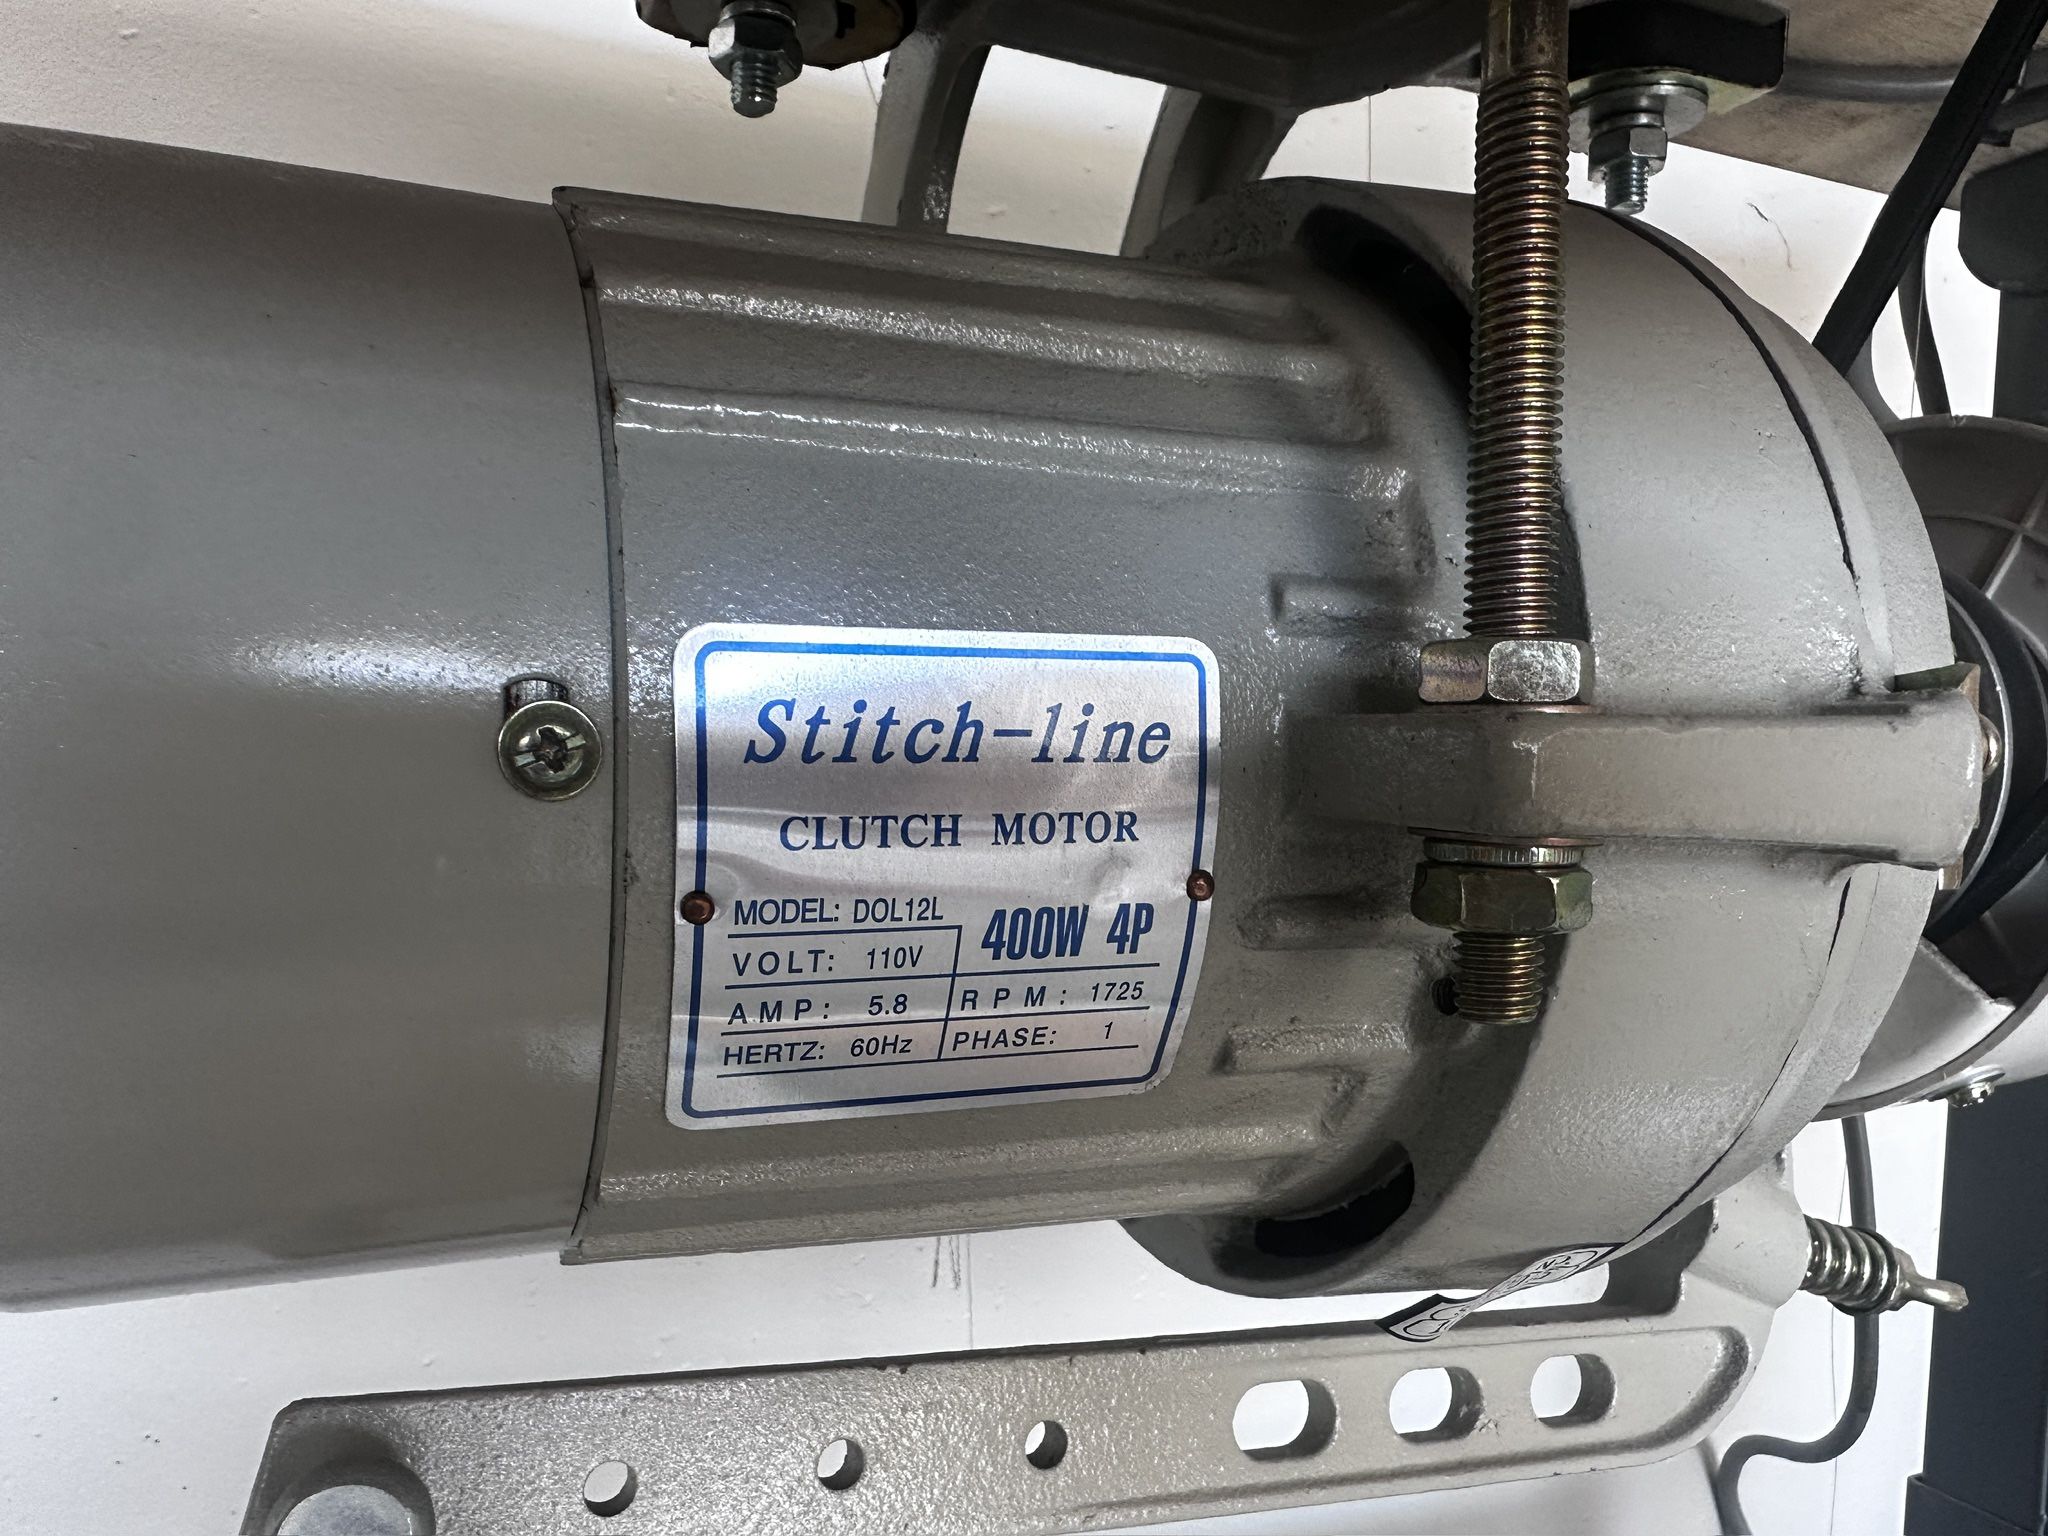 Stitch-line
CLUTCH MOTOR
MODEL: DOL12L
400W 4P
VOLT: 110V
AMP: 5.8
RPM: 1725
HERTZ: 60Hz
PHASE: 1